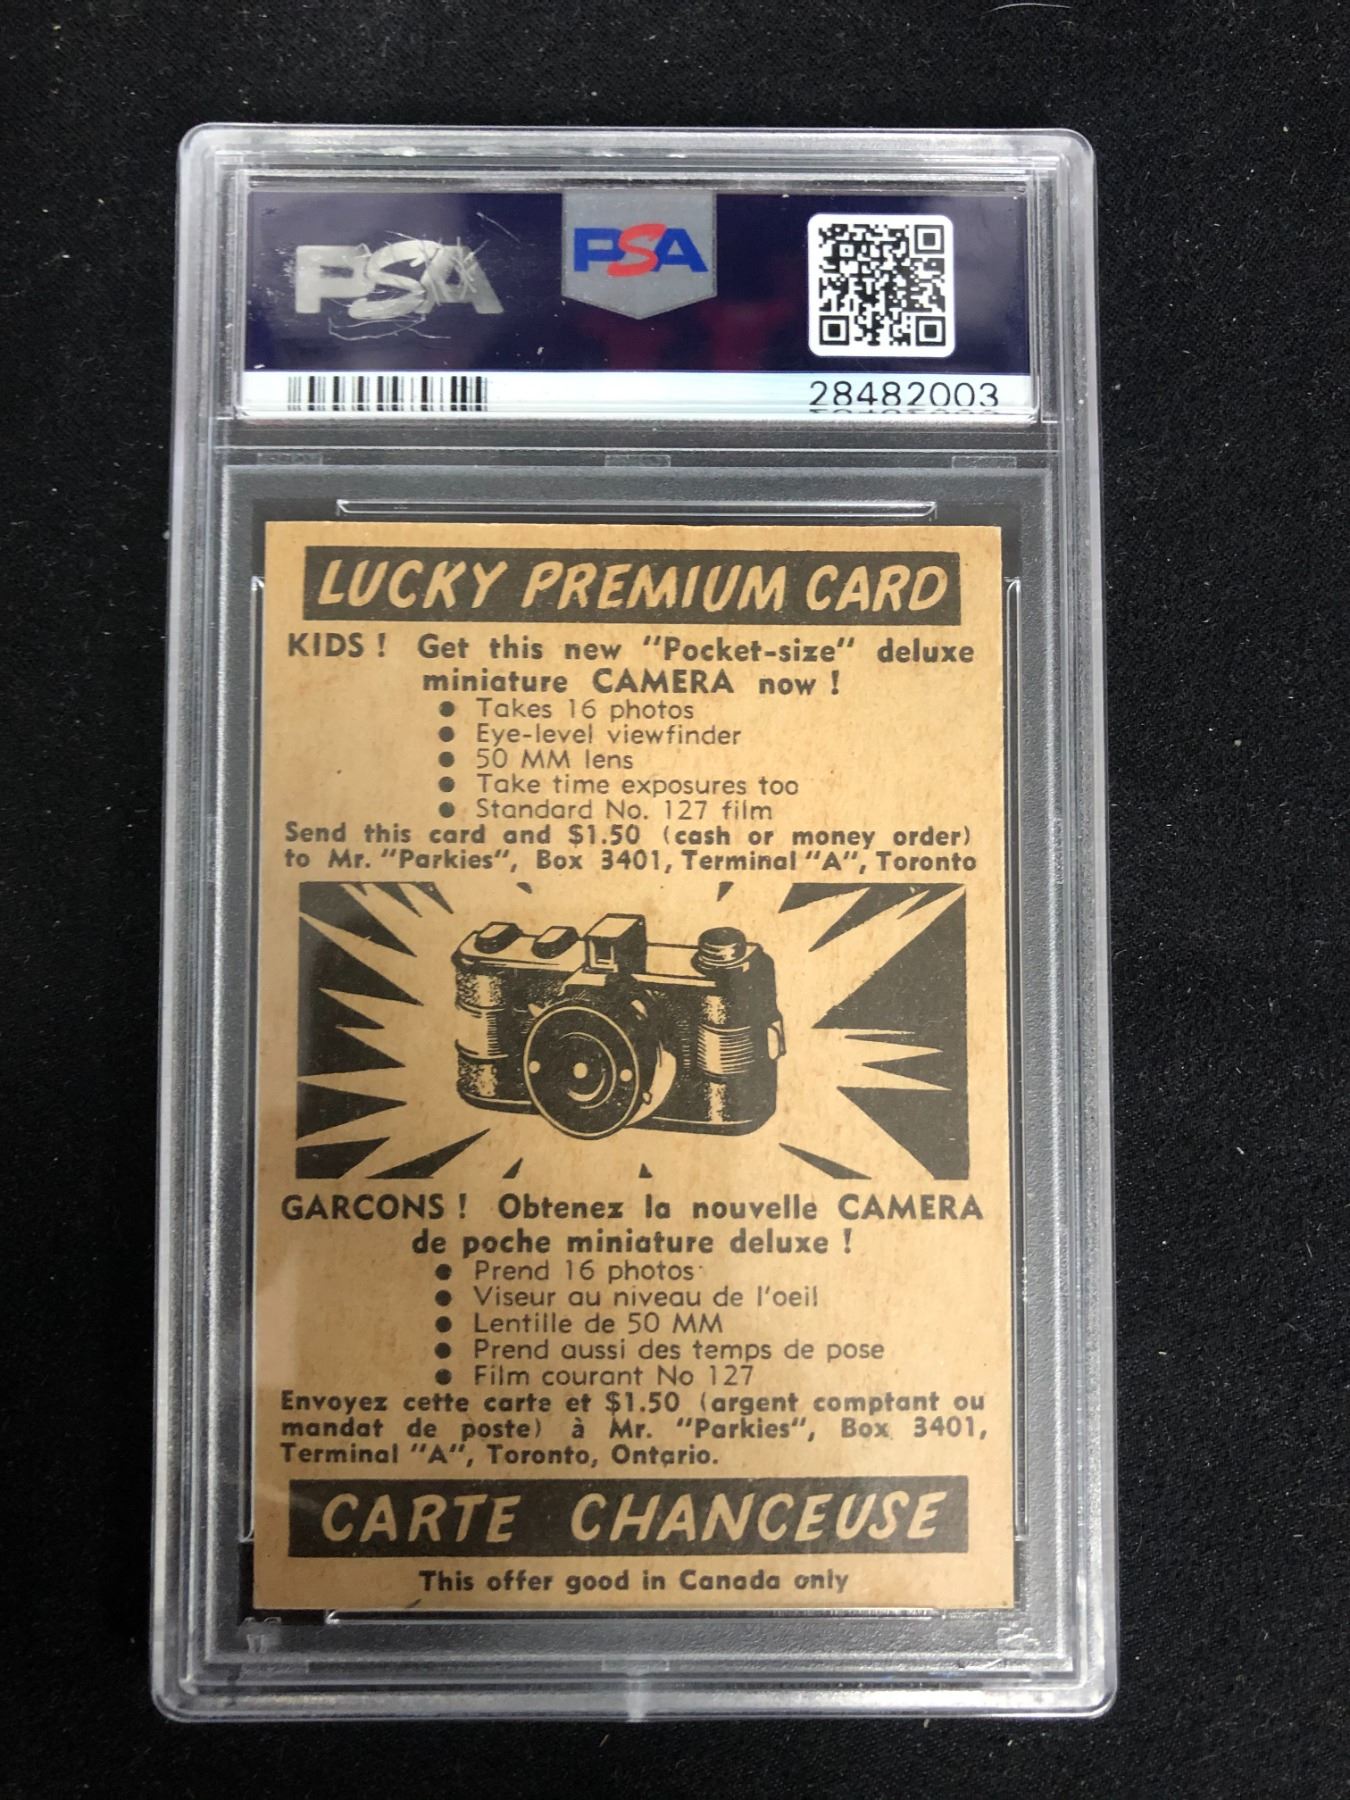 PSA
PSA
28482003
LUCKY PREMIUM CARD
KIDS ! Get this new "Pocket-size" deluxe
miniature CAMERA now !
● Takes 16 photos
● Eye-level viewfinder
● 50 MM lens
● Take time exposures too
● Standard No. 127 film
Send this card and $1.50 (cash or money order)
to Mr. "Parkies", Box 3401, Terminal "A", Toronto
GARCONS ! Obtenez la nouvelle CAMERA
de poche miniature deluxe !
● Prend 16 photos
● Viseur au niveau de l'oeil
● Lentille de 50 MM
● Prend aussi des temps de pose
● Film courant No 127
Envoyez cette carte et $1.50 (argent comptant ou
mandat de poste) à Mr. "Parkies", Box 3401,
Terminal "A", Toronto, Ontario.
CARTE CHANCEUSE
This offer good in Canada only